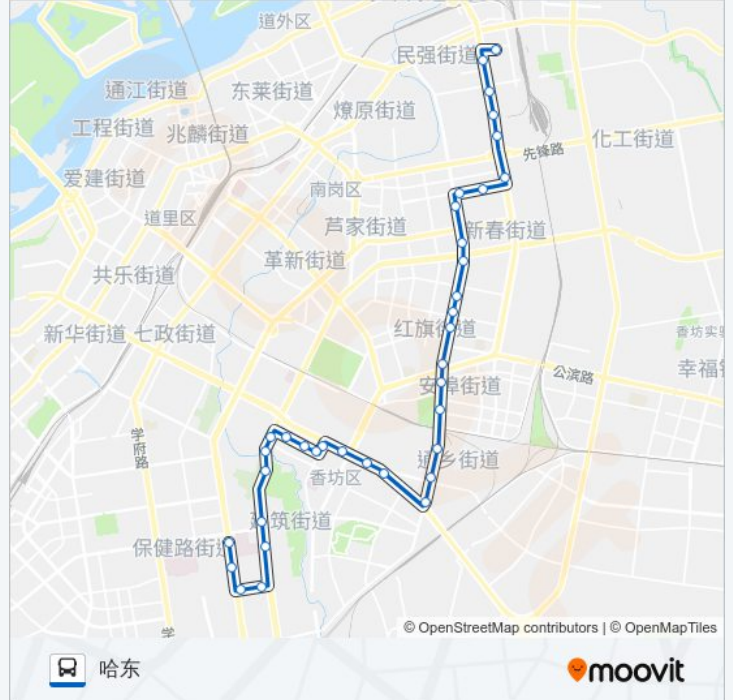 道外区
民强街道
通江街道
东莱街道
燎原街道
工程街道
兆麟街道
化工街道
先锋路
爱建街道
南岗区
道里区
芦家街道
新春街道
革新街道
共乐街道
新华街道
七政街道
红旗街道
香坊实
幸福
公滨路
安埠街道
学府路
通乡街道
香坊区
建筑街道
保健路街道
© OpenStreetMap contributors | © OpenMapTiles
哈东
moovit